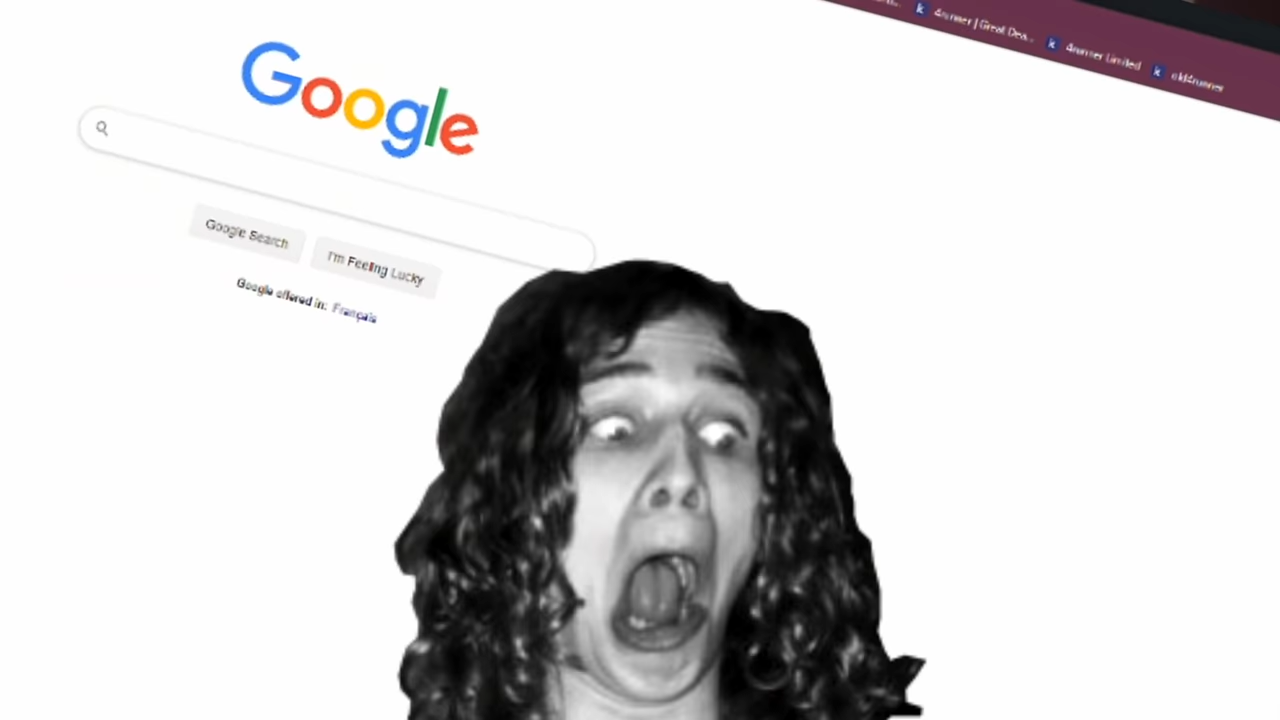 4runner | Great Dea...
4runner Limited
old4runner
Google
Google Search
I'm Feeling Lucky
Google offered in: Français